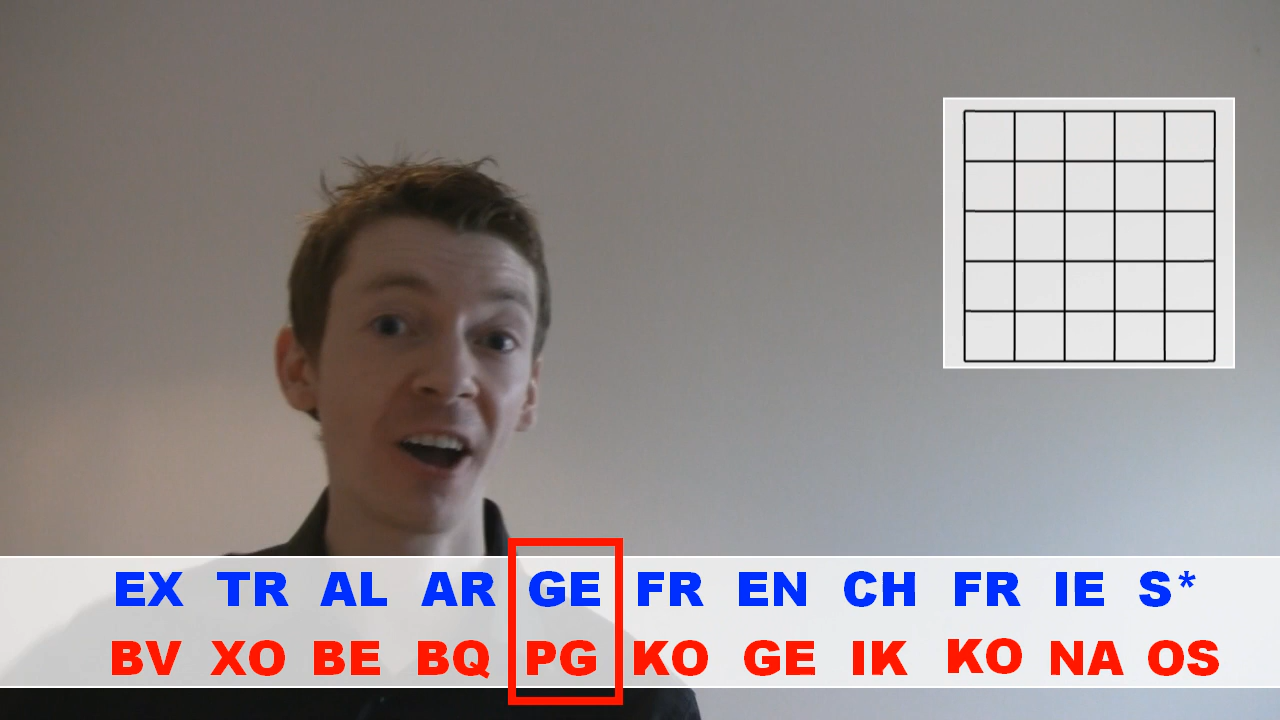 EX TR AL AR GE FR EN CH FR IE S*
BV XO BE BQ PG KO GE IK KO NA OS